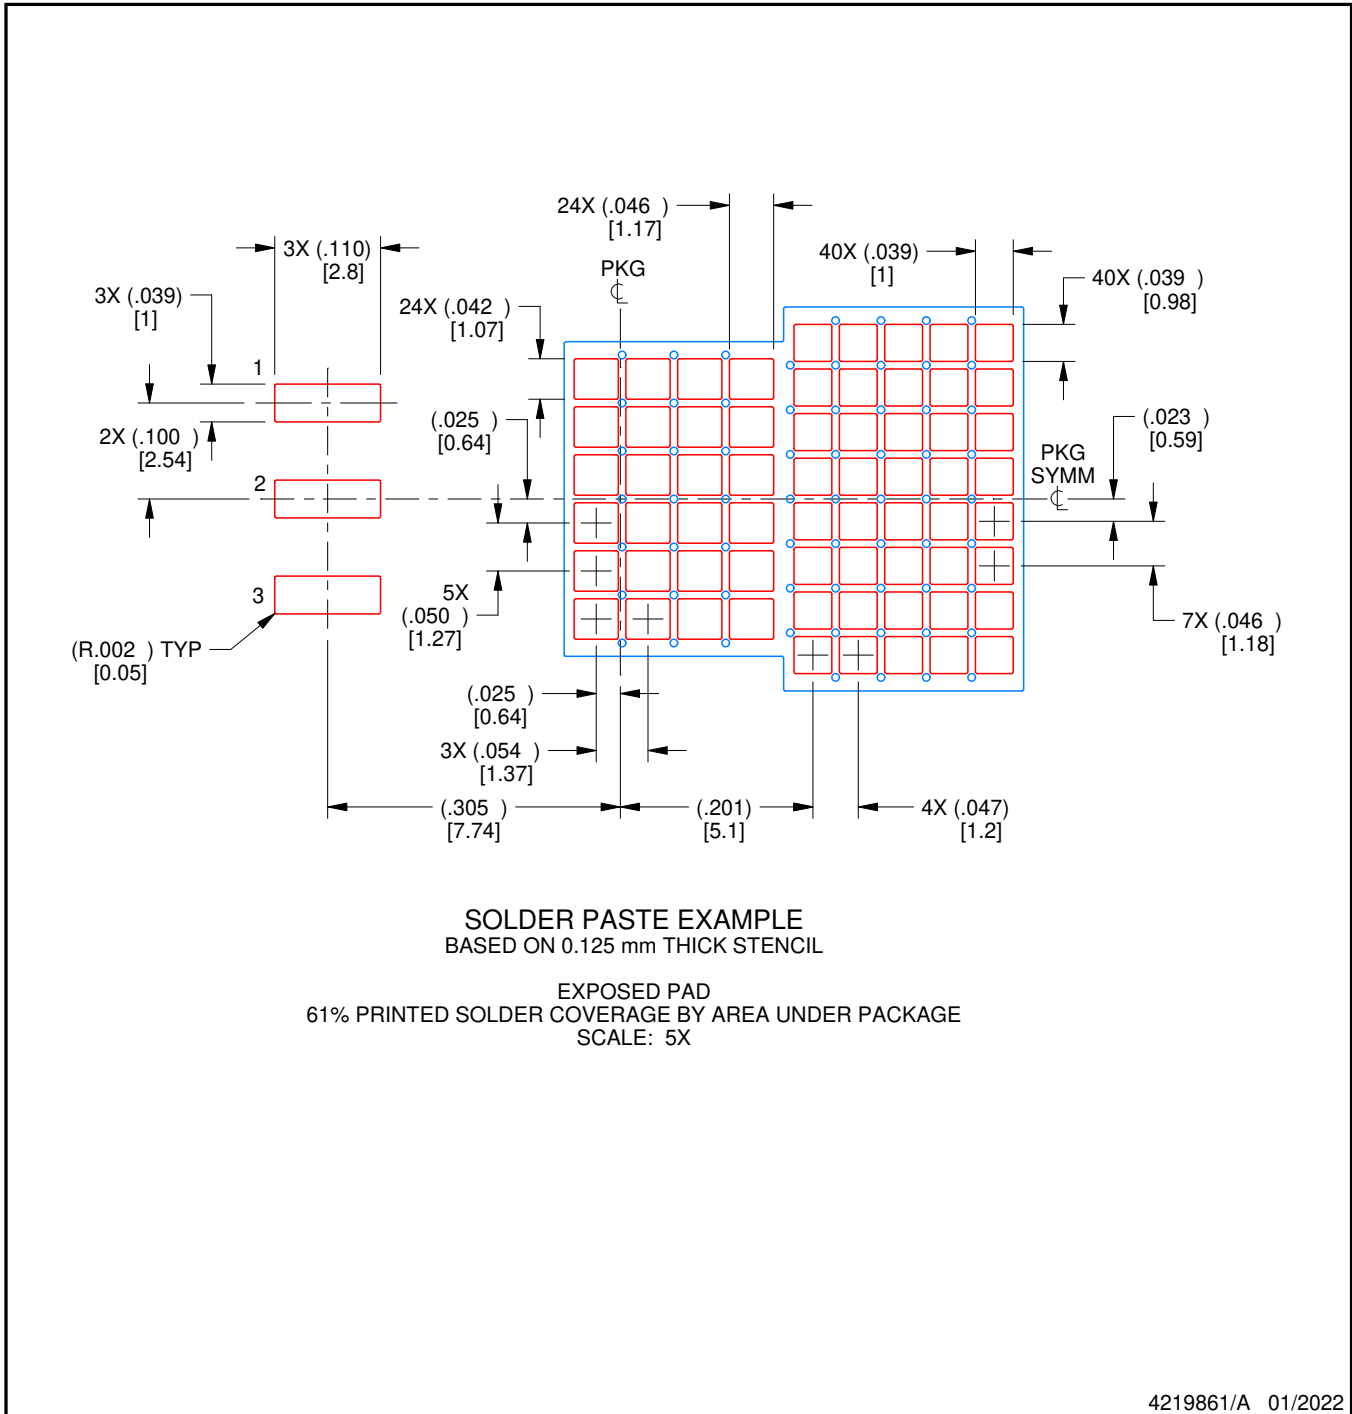 24X (.046 )
[1.17]
3X (.110)
[2.8]
PKG
40X (.039)
[1]
40X (.039 )
[0.98]
3X (.039)
[1]
24X (.042 )
[1.07]
1
2X (.100 )
[2.54]
(.025 )
[0.64]
(.023 )
[0.59]
PKG
SYMM
2
5X
(.050 )
[1.27]
3
7X (.046 )
[1.18]
(R.002 ) TYP
[0.05]
(.025 )
[0.64]
3X (.054 )
[1.37]
(.305 )
[7.74]
(.201)
[5.1]
4X (.047)
[1.2]
SOLDER PASTE EXAMPLE
BASED ON 0.125 mm THICK STENCIL
EXPOSED PAD
61% PRINTED SOLDER COVERAGE BY AREA UNDER PACKAGE
SCALE: 5X
4219861/A 01/2022